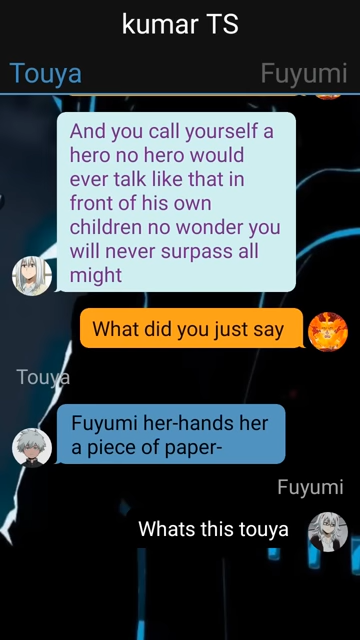 kumar TS
Touya
Fuyumi
And you call yourself a
hero no hero would
ever talk like that in
front of his own
children no wonder you
will never surpass all
might
What did you just say
Touya
Fuyumi her-hands her
a piece of paper-
Fuyumi
Whats this touya